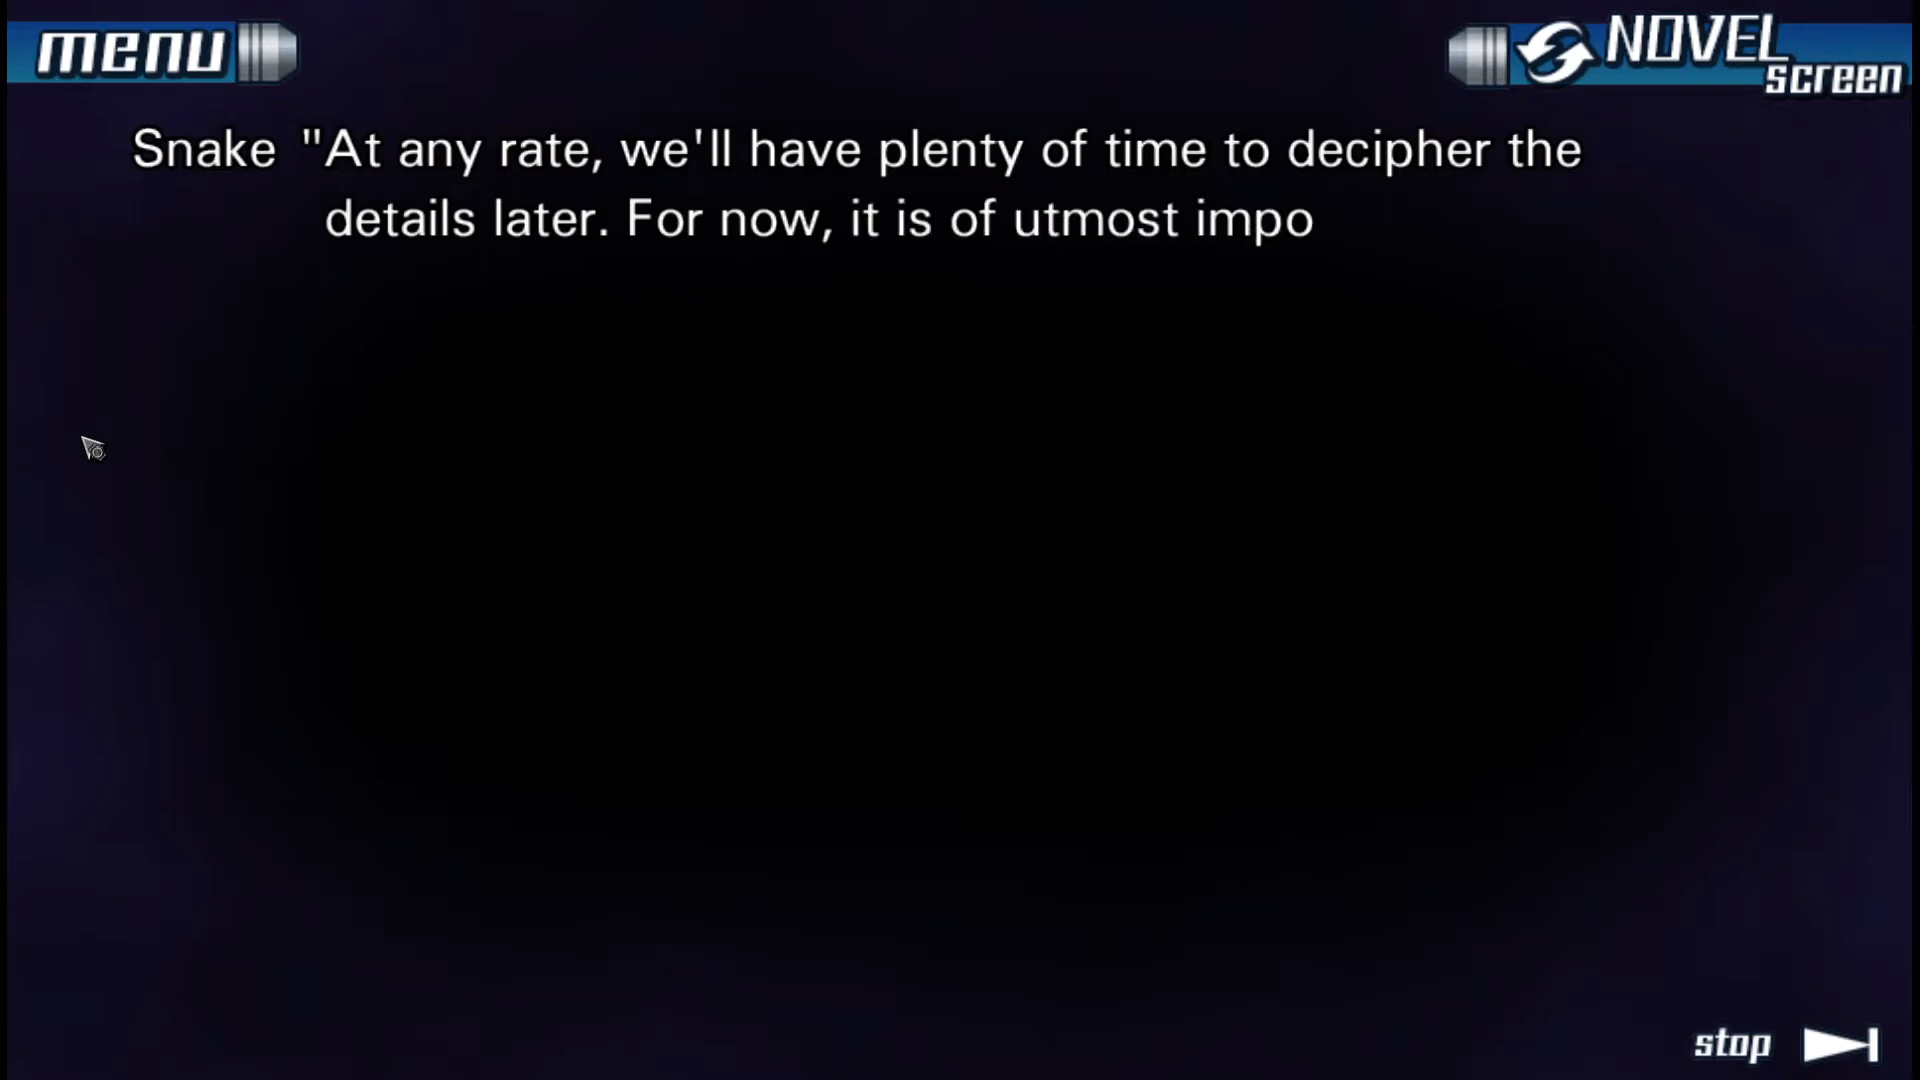 menu
NOVEL
screen
Snake "At any rate, we'll have plenty of time to decipher the
details later. For now, it is of utmost impo
stop